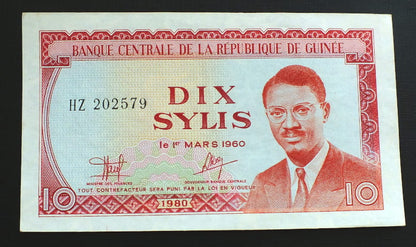 BANQUE CENTRALE DE LA RÉPUBLIQUE DE GUINÉE
HZ 202579
DIX
SYLIS
le 1er MARS 1960
MINISTRE DES FINANCES
GOUVERNEUR BANQUE CENTRALE
TOUT CONTREFACTEUR SERA PUNI PAR LA LOI EN VIGUEUR
10
1980
10